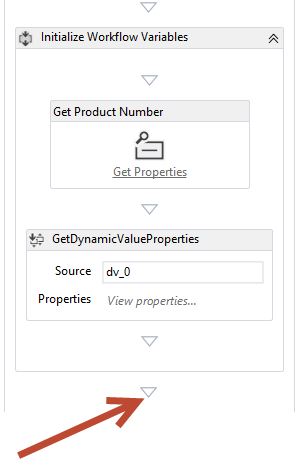 Initialize Workflow Variables
Get Product Number
Get Properties
GetDynamicValueProperties
Source dv_0
Properties View properties...